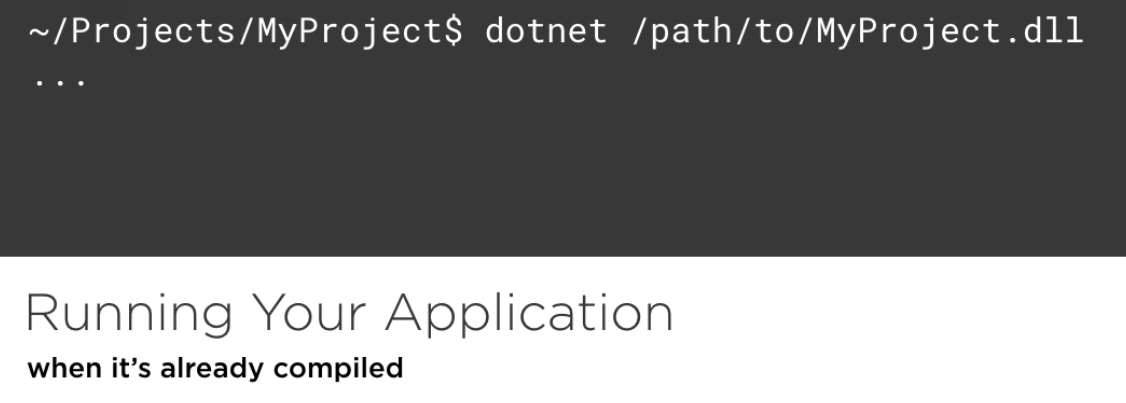 ~/Projects/MyProject$ dotnet /path/to/MyProject.dll
...
Running Your Application
when it’s already compiled